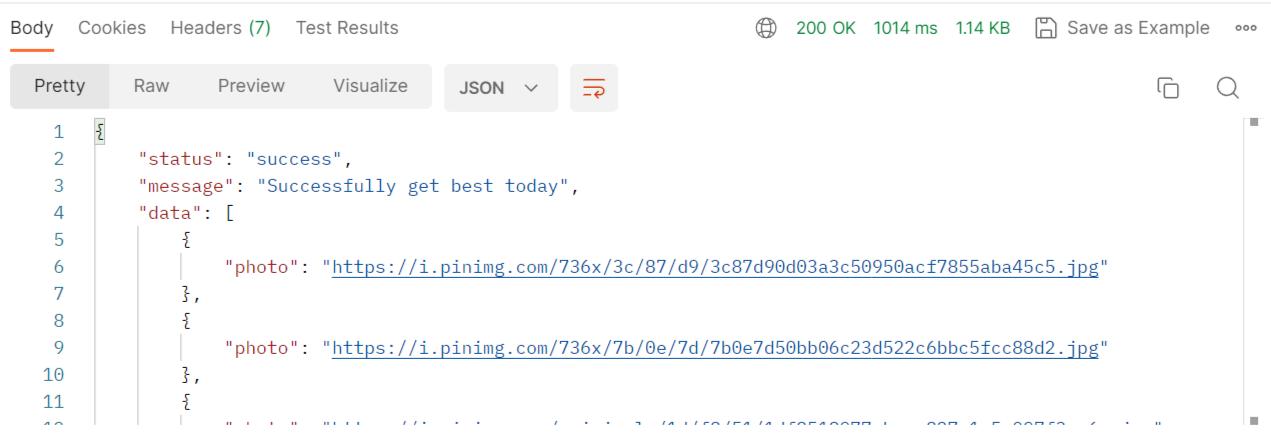 Body Cookies Headers (7) Test Results 200 OK 1014 ms 1.14 KB Save as Example
Pretty Raw Preview Visualize JSON
1 {
2 "status": "success",
3 "message": "Successfully get best today",
4 "data": [
5 {
6 "photo": "https://i.pinimg.com/736x/3c/87/d9/3c87d90d03a3c50950acf7855aba45c5.jpg"
7 },
8 {
9 "photo": "https://i.pinimg.com/736x/7b/0e/7d/7b0e7d50bb06c23d522c6bbc5fcc88d2.jpg"
10 },
11 {